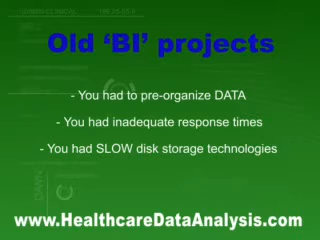 Old ‘BI’ projects
- You had to pre-organize DATA
- You had inadequate response times
- You had SLOW disk storage technologies
www.HealthcareDataAnalysis.com